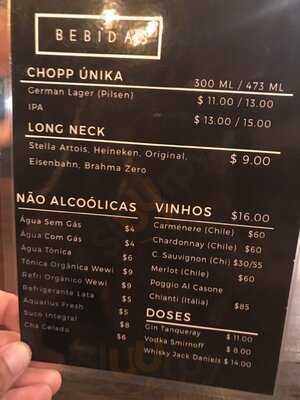 BEBIDAS
CHOPP ÚNIKA 300 ML / 473 ML
German Lager (Pilsen) $ 11.00 / 13.00
IPA $ 13.00 / 15.00
LONG NECK
Stella Artois, Heineken, Original, $ 9.00
Eisenbahn, Brahma Zero
NÃO ALCOÓLICAS
Água Sem Gás $4
Água Com Gás $4
Água Tônica $6
Tônica Orgânica Wewi $9
Refri Orgânico Wewi $9
Refrigerante Lata $5
Aquarius Fresh $5
Suco Integral $8
Chá Gelado $6
VINHOS $16.00
Carménere (Chile) $60
Chardonnay (Chile) $60
C. Sauvignon (Chi) $30/55
Merlot (Chile) $60
Poggio Al Casone
Chianti (Itália) $85
DOSES
Gin Tanqueray $ 11.00
Vodka Smirnoff $ 8.00
Whisky Jack Daniels $ 14.00